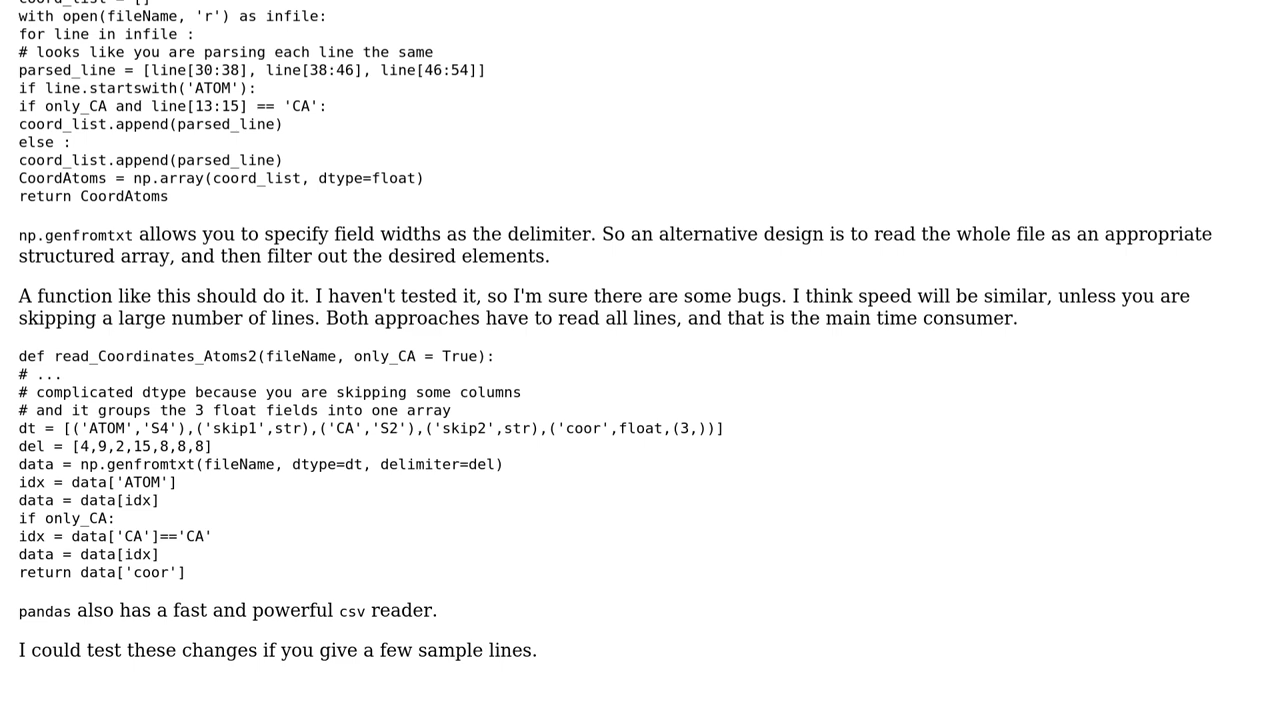 coord_list = []
with open(fileName, 'r') as infile:
for line in infile :
# looks like you are parsing each line the same
parsed_line = [line[30:38], line[38:46], line[46:54]]
if line.startswith('ATOM'):
if only_CA and line[13:15] == 'CA':
coord_list.append(parsed_line)
else :
coord_list.append(parsed_line)
CoordAtoms = np.array(coord_list, dtype=float)
return CoordAtoms
np.genfromtxt allows you to specify field widths as the delimiter. So an alternative design is to read the whole file as an appropriate
structured array, and then filter out the desired elements.
A function like this should do it. I haven't tested it, so I'm sure there are some bugs. I think speed will be similar, unless you are
skipping a large number of lines. Both approaches have to read all lines, and that is the main time consumer.
def read_Coordinates_Atoms2(fileName, only_CA = True):
# ...
# complicated dtype because you are skipping some columns
# and it groups the 3 float fields into one array
dt = [('ATOM','S4'),('skip1',str),('CA','S2'),('skip2',str),('coor',float,(3,))]
del = [4,9,2,15,8,8,8]
data = np.genfromtxt(fileName, dtype=dt, delimiter=del)
idx = data['ATOM']
data = data[idx]
if only_CA:
idx = data['CA']=='CA'
data = data[idx]
return data['coor']
pandas also has a fast and powerful csv reader.
I could test these changes if you give a few sample lines.